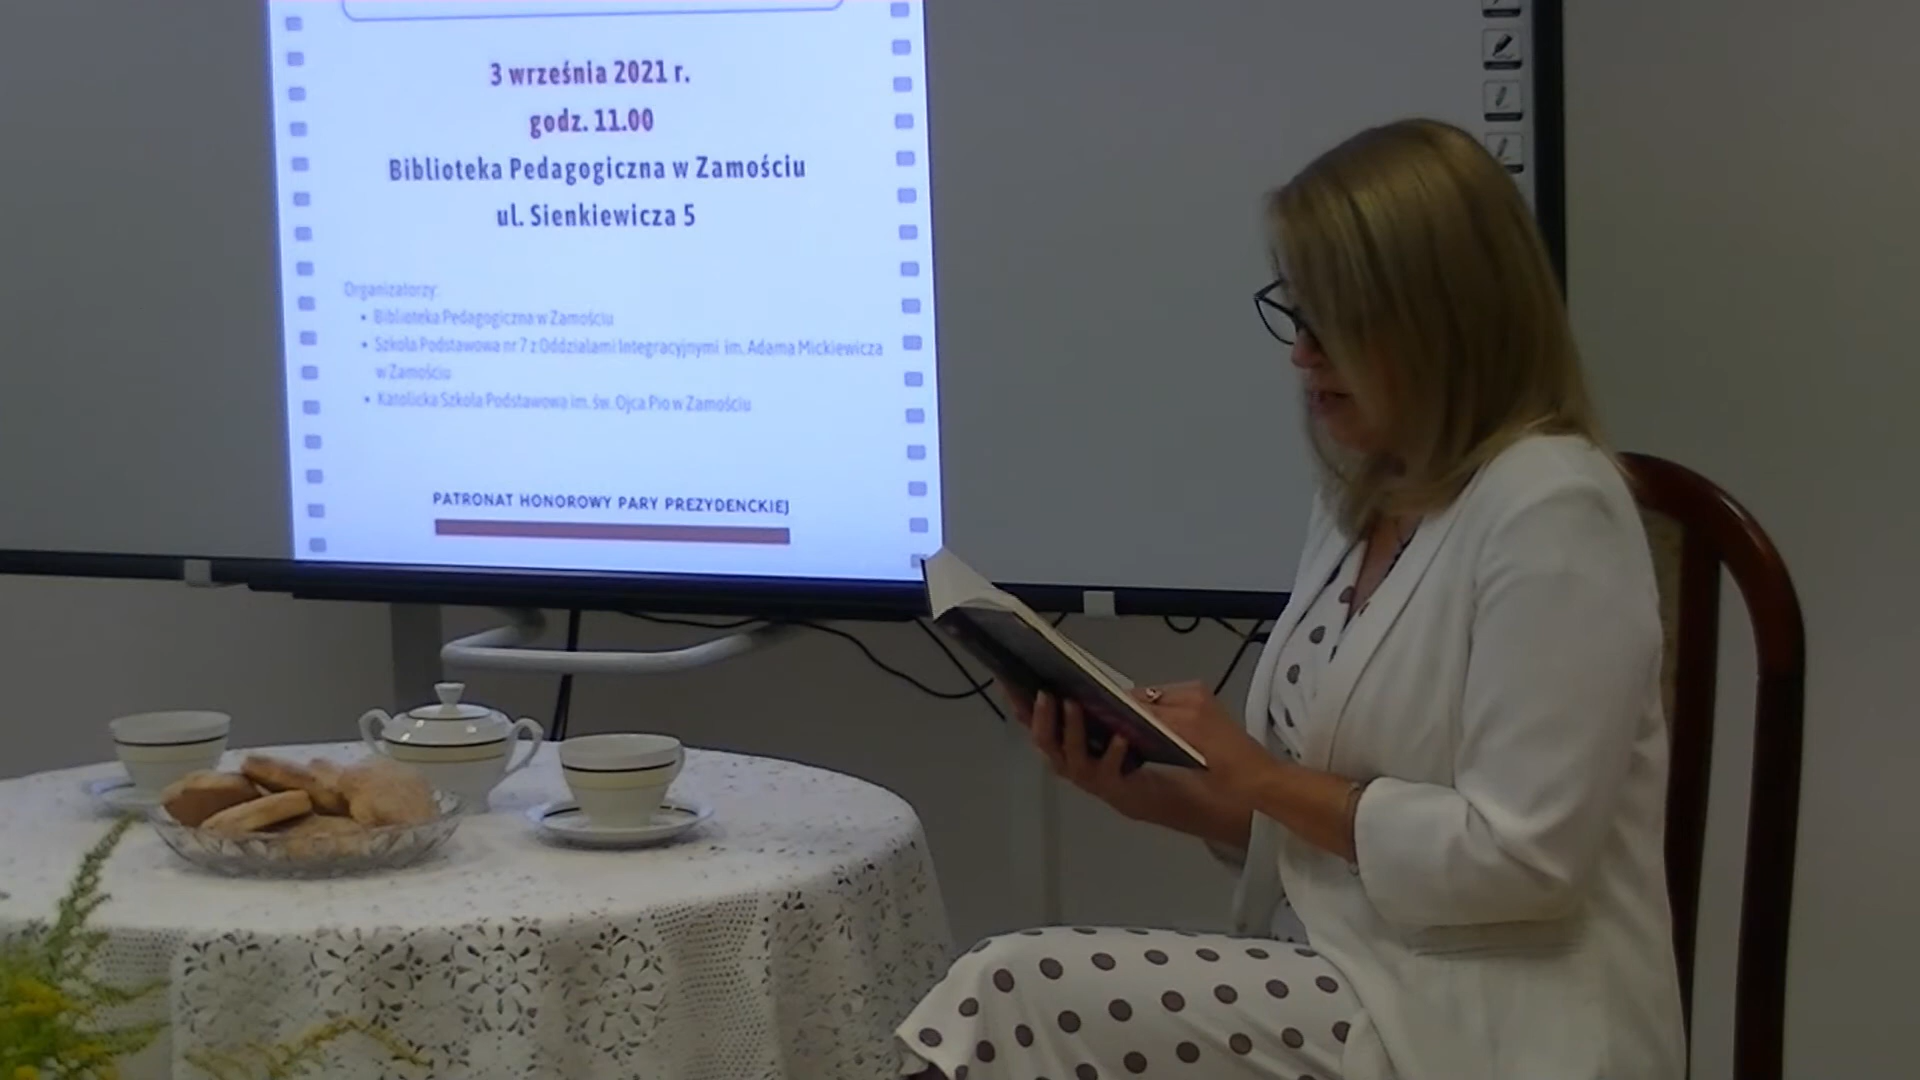 3 września 2021 r.
godz. 11.00
Biblioteka Pedagogiczna w Zamościu
ul. Sienkiewicza 5
Organizatorzy:
• Biblioteka Pedagogiczna w Zamościu
• Szkoła Podstawowa nr 7 z Oddziałami Integracyjnymi im. Adama Mickiewicza
w Zamościu
• Katolicka Szkoła Podstawowa im. św. Ojca Pio w Zamościu
PATRONAT HONOROWY PARY PREZYDENCKIEJ